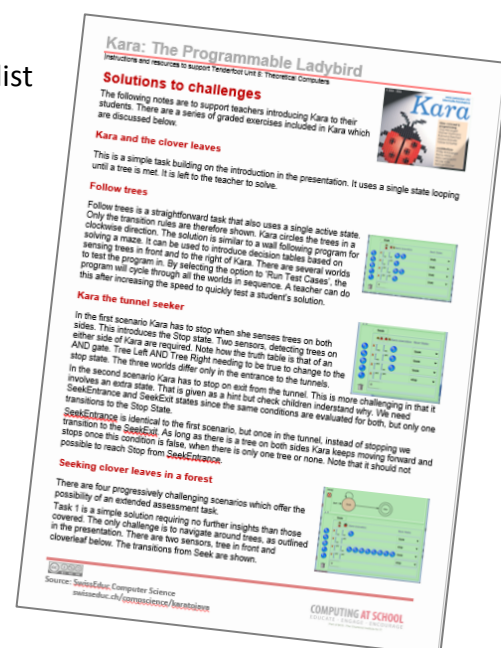 list
Kara: The Programmable Ladybird
Instructions and resources to support Tenderfoot Unit 8: Theoretical Computers
Solutions to challenges
The following notes are to support teachers introducing Kara to their
students. There are a series of graded exercises included in Kara which
are discussed below.
Kara
Kara and the clover leaves
This is a simple task building on the introduction in the presentation. It uses a single state looping
until a tree is met. It is left to the teacher to solve.
Follow trees
Follow trees is a straightforward task that also uses a single active state.
Only the transition rules are therefore shown. Kara circles the trees in a
clockwise direction. The solution is similar to a wall following program for
solving a maze. It can be used to introduce decision tables based on
sensing trees in front and to the right of Kara. There are several worlds
to test the program in. By selecting the option to 'Run Test Cases', the
program will cycle through all the worlds in sequence. A teacher can do
this after increasing the speed to quickly test a student's solution.
Kara the tunnel seeker
In the first scenario Kara has to stop when she senses trees on both
sides. This introduces the Stop state. Two sensors, detecting trees on
either side of Kara are required. Note how the truth table is that of an
AND gate. Tree Left AND Tree Right needing to be true to change to the
stop state. The three worlds differ only in the entrance to the tunnels.
In the second scenario Kara has to stop on exit from the tunnel. This is more challenging in that it
involves an extra state. That is given as a hint but check children inderstand why. We need
SeekEntrance and SeekExit states since the same conditions are evaluated for both, but only one
transitions to the Stop State.
SeekEntrance is identical to the first scenario, but once in the tunnel, instead of stopping we
transition to the SeekExit. As long as there is a tree on both sides Kara keeps moving forward and
stops once this condition is false, when there is only one tree or none. Note that it should not
possible to reach Stop from SeekEntrance.
Seeking clover leaves in a forest
There are four progressively challenging scenarios which offer the
possibility of an extended assessment task.
Task 1 is a simple solution requiring no further insights than those
covered. The only challenge is to navigate around trees, as outlined
in the presentation. There are two sensors, tree in front and
cloverleaf below. The transitions from Seek are shown.
Source: SwissEduc Computer Science
swisseduc.ch/compscience/karatojava
COMPUTING AT SCHOOL
EDUCATE · ENGAGE · ENCOURAGE